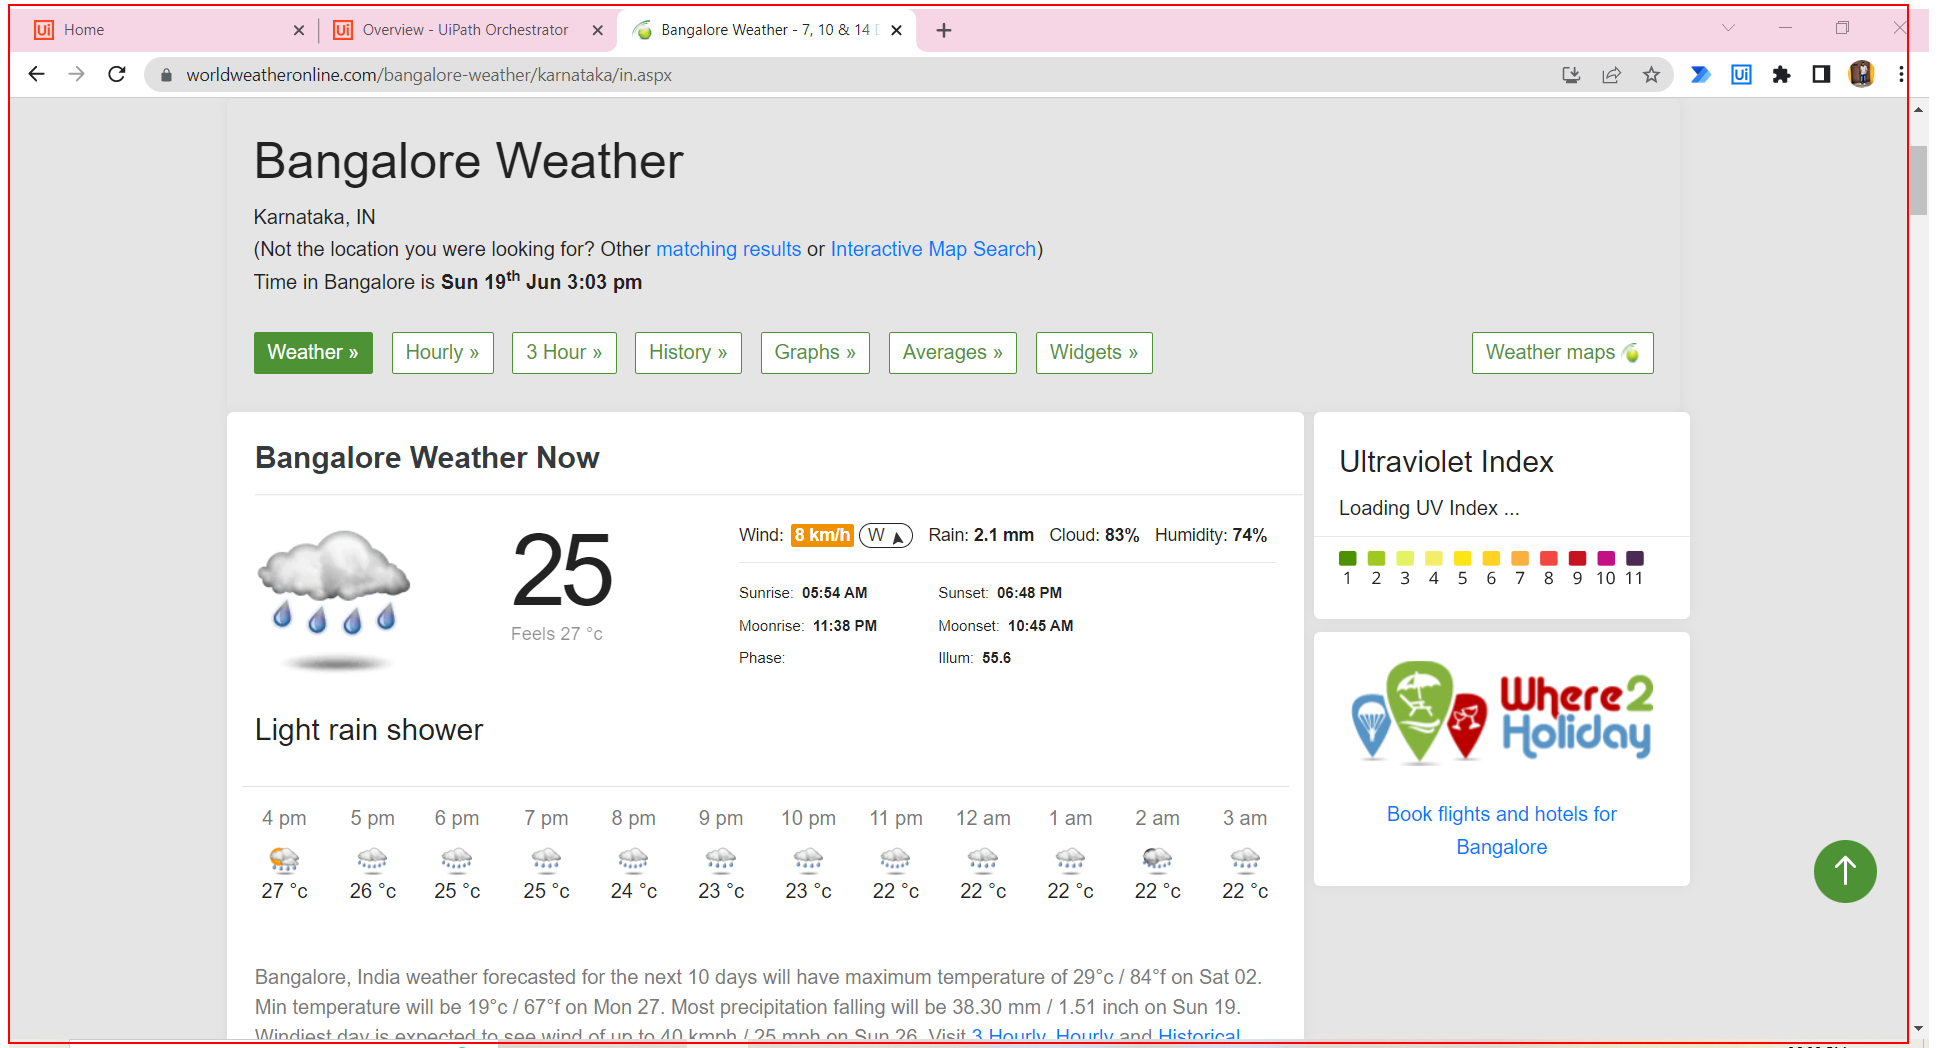 Home
Overview - UiPath Orchestrator
Bangalore Weather - 7, 10 & 14
worldweatheronline.com/bangalore-weather/karnataka/in.aspx
Ui
Bangalore Weather
Karnataka, IN
(Not the location you were looking for? Other matching results or Interactive Map Search)
Time in Bangalore is Sun 19th Jun 3:03 pm
Weather » Hourly » 3 Hour » History » Graphs » Averages » Widgets » Weather maps
Bangalore Weather Now
25
Feels 27 °c
Wind: 8 km/h W Rain: 2.1 mm Cloud: 83% Humidity: 74%
Sunrise: 05:54 AM Sunset: 06:48 PM
Moonrise: 11:38 PM Moonset: 10:45 AM
Phase: Illum: 55.6
Light rain shower
4 pm 5 pm 6 pm 7 pm 8 pm 9 pm 10 pm 11 pm 12 am 1 am 2 am 3 am
27 °c 26 °c 25 °c 25 °c 24 °c 23 °c 23 °c 22 °c 22 °c 22 °c 22 °c 22 °c
Bangalore, India weather forecasted for the next 10 days will have maximum temperature of 29°c / 84°f on Sat 02.
Min temperature will be 19°c / 67°f on Mon 27. Most precipitation falling will be 38.30 mm / 1.51 inch on Sun 19.
Windiest day is expected to see wind of up to 40 kmph / 25 mph on Sun 26. Visit 3 Hourly, Hourly and Historical
Ultraviolet Index
Loading UV Index ...
1 2 3 4 5 6 7 8 9 10 11
Where2
Holiday
Book flights and hotels for
Bangalore